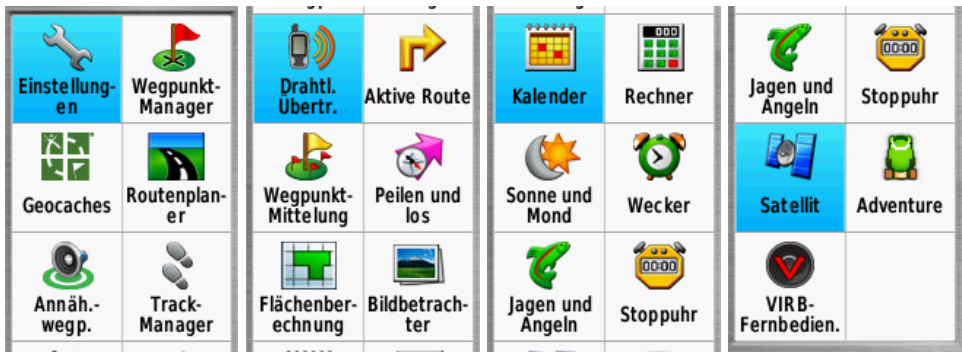 Einstellung-
en
Wegpunkt-
Manager
Geocaches
Routenplan-
er
Annäh.-
wegp.
Track-
Manager
Drahtl.
Übertr.
Aktive Route
Wegpunkt-
Mittelung
Peilen und
los
Flächenber-
echnung
Bildbetrach-
ter
Kalender
000
Rechner
Sonne und
Mond
Wecker
Jagen und
Angeln
00:00
Stoppuhr
Jagen und
Angeln
00:00
Stoppuhr
Satellit
Adventure
VIRB-
Fernbedien.